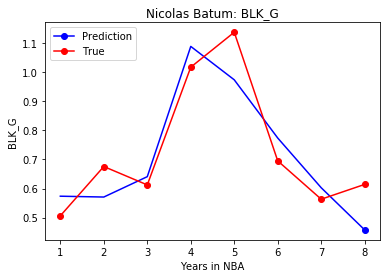 Nicolas Batum: BLK_G
Prediction
True
1.1
1.0
0.9
0.8
0.7
0.6
0.5
BLK_G
1 2 3 4 5 6 7 8
Years in NBA